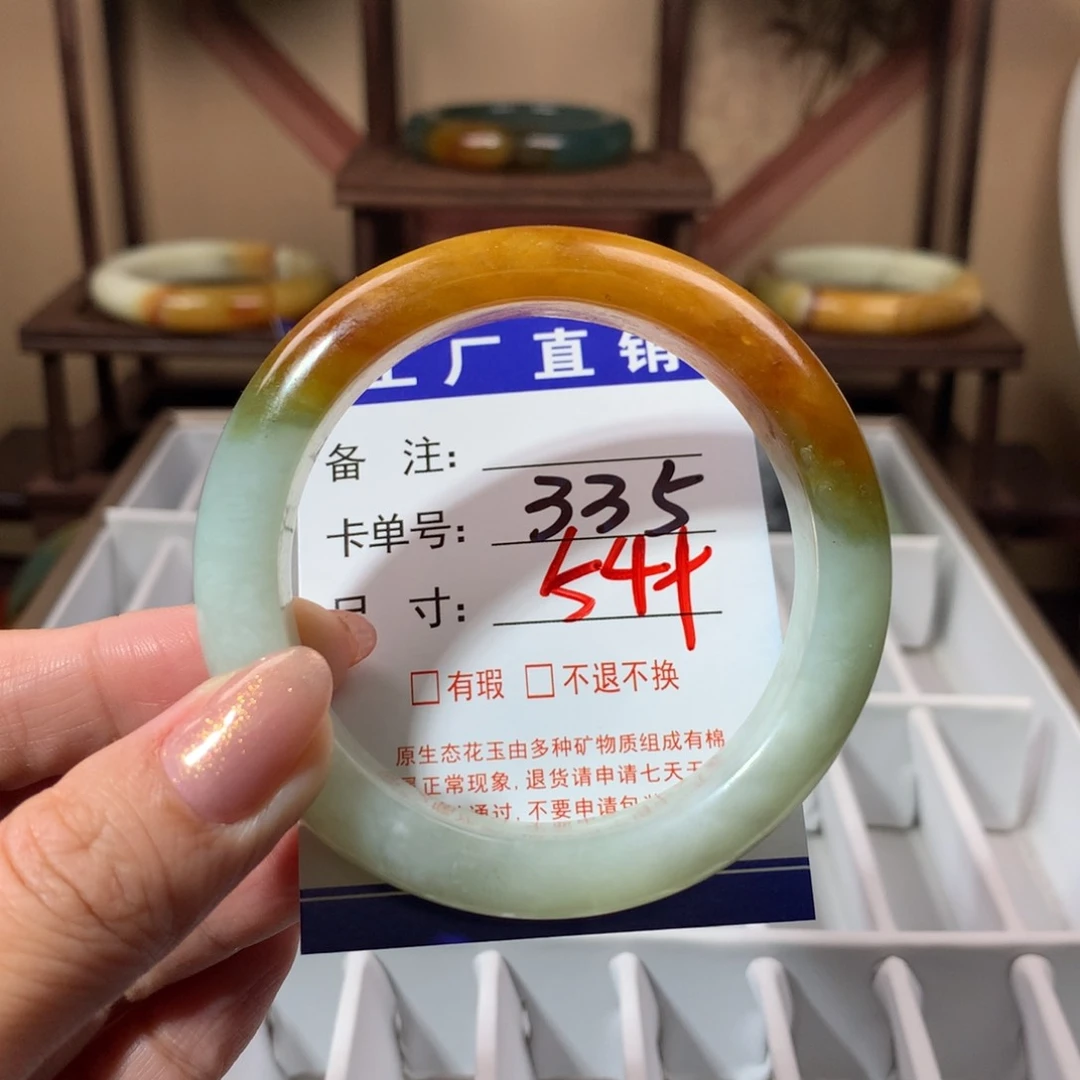 工厂直销
备 注:
卡单号: 335
尺 寸: 54
□有瑕 □不退不换
原生态花玉由多种矿物质组成有棉
正常现象,退货请申请七天
通过,不要申请